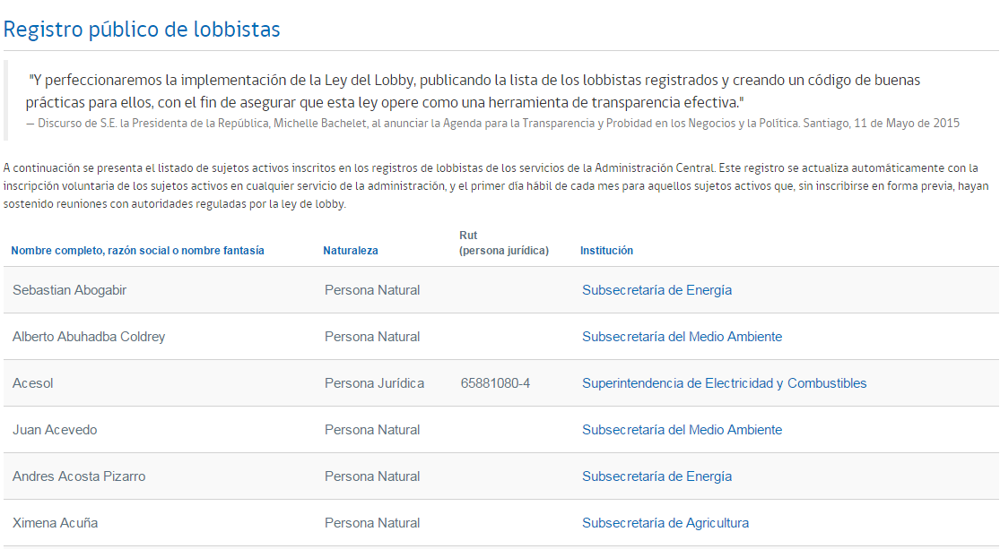 Registro público de lobbistas
"Y perfeccionaremos la implementación de la Ley del Lobby, publicando la lista de los lobbistas registrados y creando un código de buenas
prácticas para ellos, con el fin de asegurar que esta ley opere como una herramienta de transparencia efectiva."
— Discurso de S.E. la Presidenta de la República, Michelle Bachelet, al anunciar la Agenda para la Transparencia y Probidad en los Negocios y la Política. Santiago, 11 de Mayo de 2015
A continuación se presenta el listado de sujetos activos inscritos en los registros de lobbistas de los servicios de la Administración Central. Este registro se actualiza automáticamente con la
inscripción voluntaria de los sujetos activos en cualquier servicio de la administración, y el primer día hábil de cada mes para aquellos sujetos activos que, sin inscribirse en forma previa, hayan
sostenido reuniones con autoridades reguladas por la ley de lobby.
Rut
Nombre completo, razón social o nombre fantasía Naturaleza (persona jurídica) Institución
Sebastian Abogabir Persona Natural Subsecretaría de Energía
Alberto Abuhadba Coldrey Persona Natural Subsecretaría del Medio Ambiente
Acesol Persona Jurídica 65881080-4 Superintendencia de Electricidad y Combustibles
Juan Acevedo Persona Natural Subsecretaría del Medio Ambiente
Andres Acosta Pizarro Persona Natural Subsecretaría de Energía
Ximena Acuña Persona Natural Subsecretaría de Agricultura